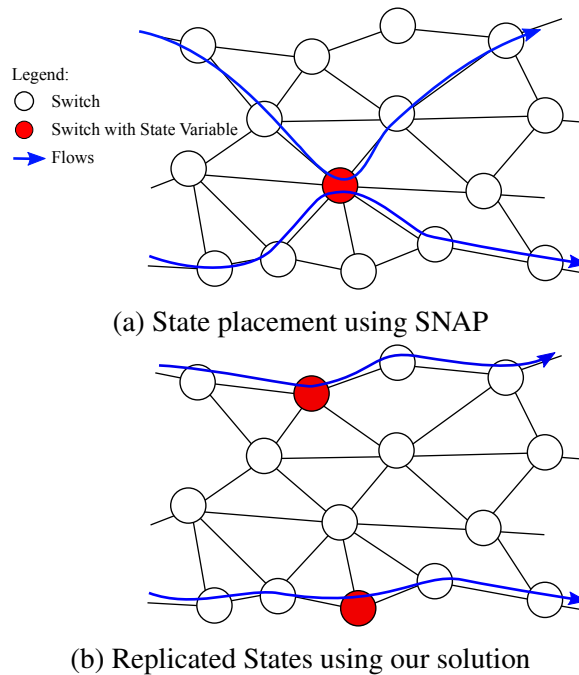 Legend:
Switch
Switch with State Variable
Flows
(a) State placement using SNAP
(b) Replicated States using our solution